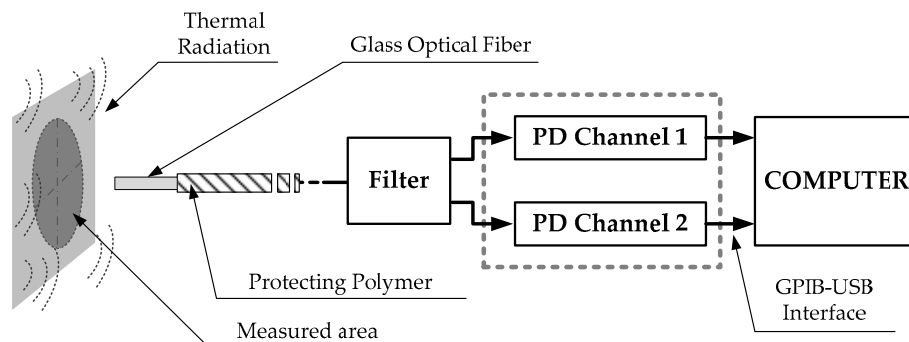 Thermal
Radiation
Glass Optical Fiber
PD Channel 1
Filter
COMPUTER
PD Channel 2
Protecting Polymer
GPIB-USB
Interface
Measured area